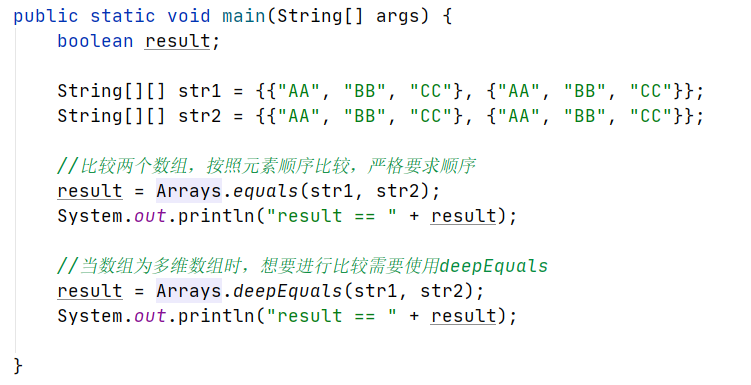 public static void main(String[] args) {
    boolean result;
    String[][] str1 = {{"AA", "BB", "CC"}, {"AA", "BB", "CC"}};
    String[][] str2 = {{"AA", "BB", "CC"}, {"AA", "BB", "CC"}};
    //比较两个数组，按照元素顺序比较，严格要求顺序
    result = Arrays.equals(str1, str2);
    System.out.println("result == " + result);
    //当数组为多维数组时，想要进行比较需要使用deepEquals
    result = Arrays.deepEquals(str1, str2);
    System.out.println("result == " + result);
}